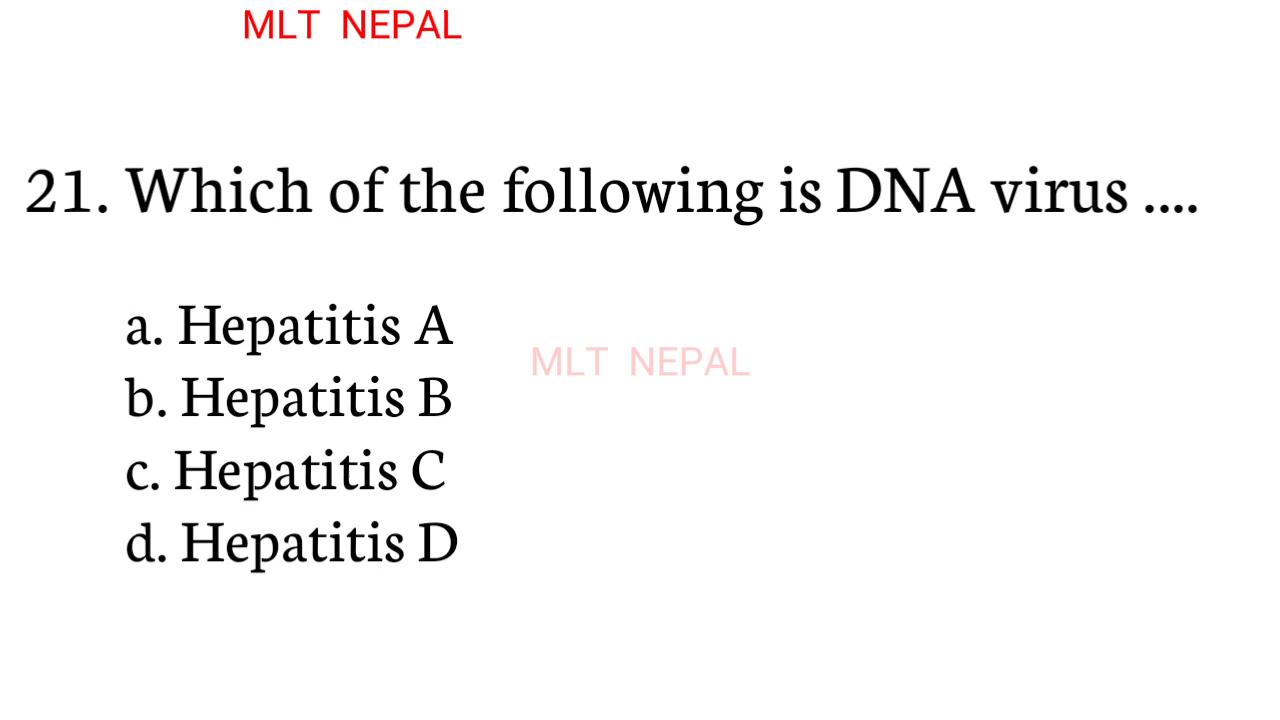 MLT NEPAL
21. Which of the following is DNA virus ....
a. Hepatitis A
MLT NEPAL
b. Hepatitis B
c. Hepatitis C
d. Hepatitis D